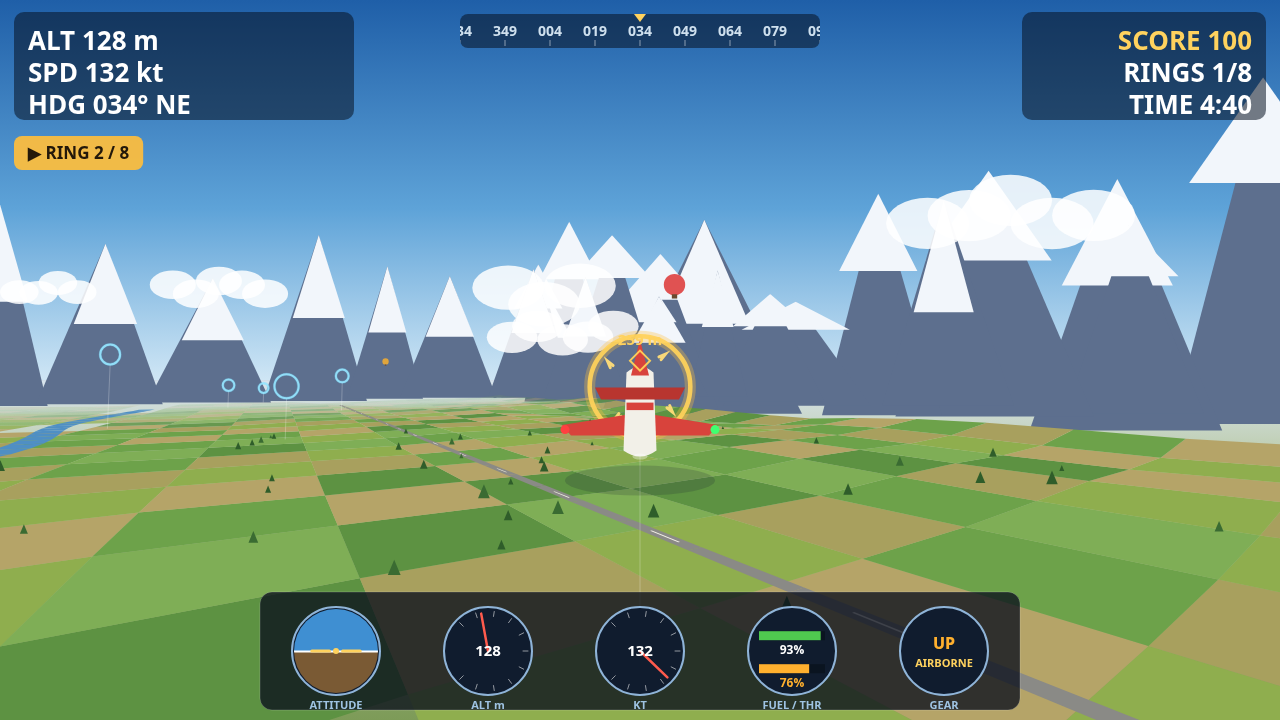 ALT 128 m
SPD 132 kt
HDG 034° NE
349 004 019 034 049 064 079
SCORE 100
RINGS 1/8
TIME 4:40
▶ RING 2 / 8
128
132
93%
76%
UP
AIRBORNE
ATTITUDE
ALT m
KT
FUEL / THR
GEAR